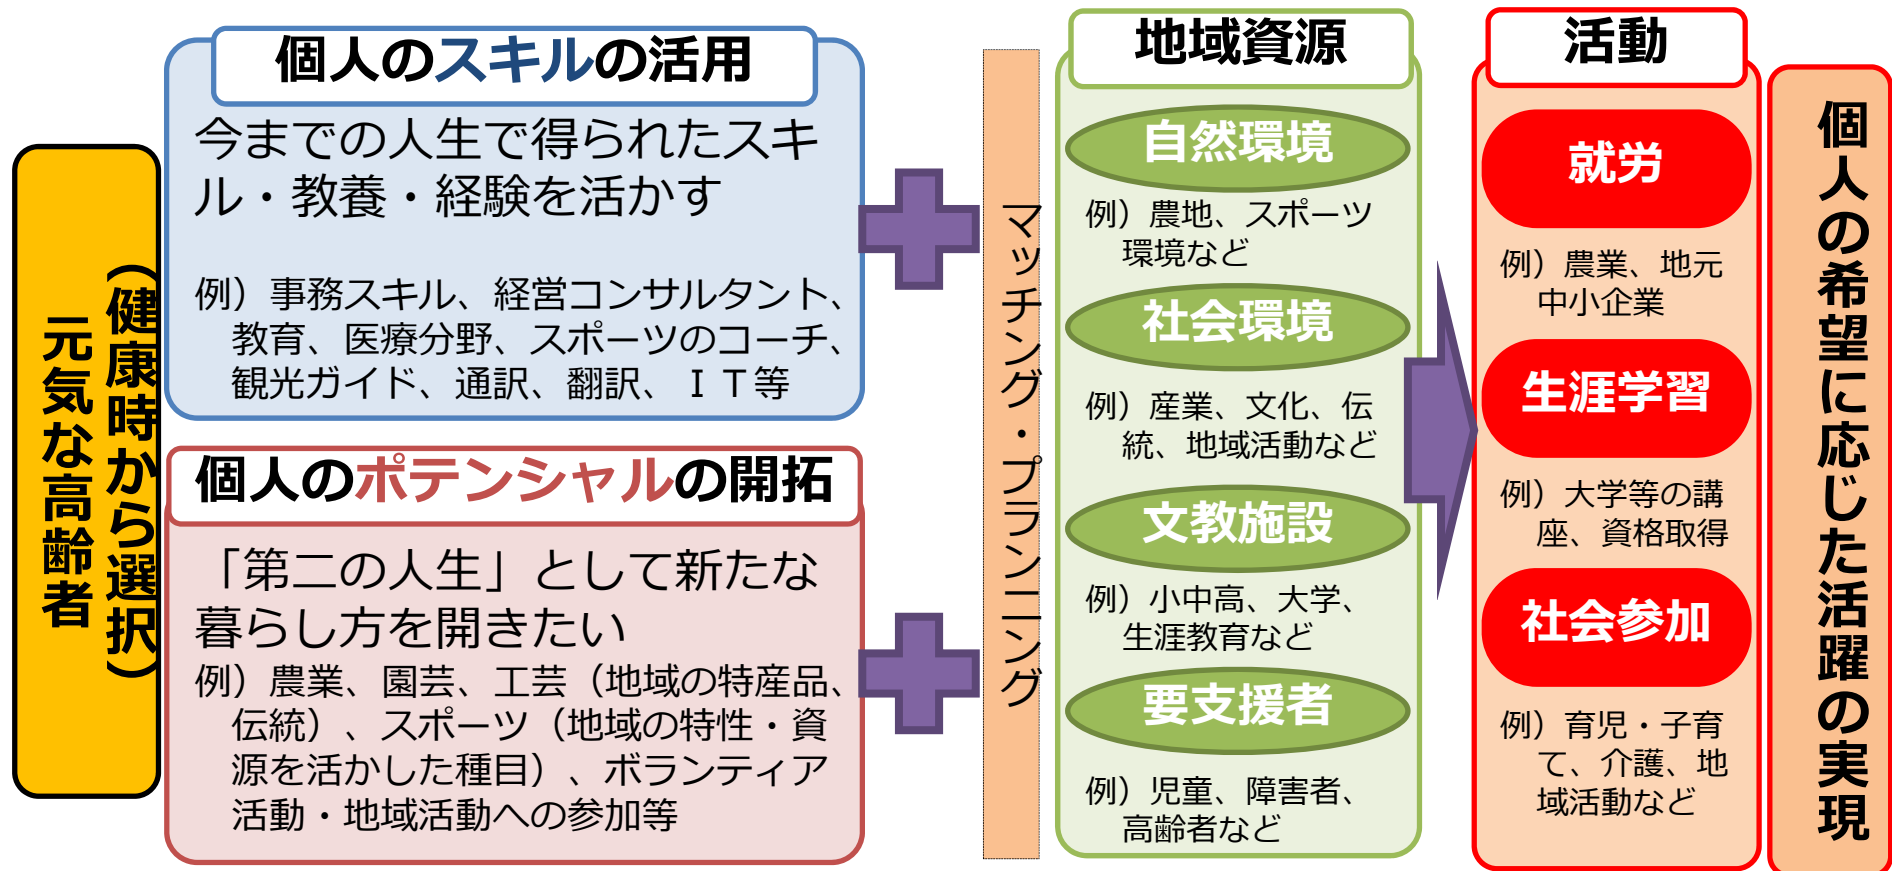 元気な高齢者
(健康時から選択)
個人のスキルの活用
今までの人生で得られたスキ
ル・教養・経験を活かす
例）事務スキル、経営コンサルタント、
教育、医療分野、スポーツのコーチ、
観光ガイド、通訳、翻訳、ＩＴ等
個人のポテンシャルの開拓
「第二の人生」として新たな
暮らし方を開きたい
例）農業、園芸、工芸（地域の特産品、
伝統）、スポーツ（地域の特性・資
源を活かした種目）、ボランティア
活動・地域活動への参加等
マッチング・プランニング
地域資源
自然環境
例）農地、スポーツ
環境など
社会環境
例）産業、文化、伝
統、地域活動など
文教施設
例）小中高、大学、
生涯教育など
要支援者
例）児童、障害者、
高齢者など
活動
就労
例）農業、地元
中小企業
生涯学習
例）大学等の講
座、資格取得
社会参加
例）育児・子育
て、介護、地
域活動など
個人の希望に応じた活躍の実現